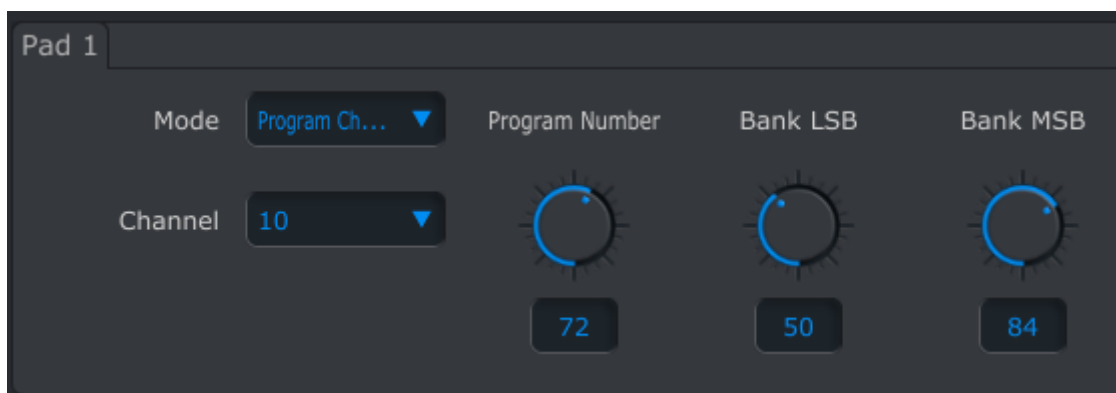 Pad 1
Mode Program Ch... Program Number Bank LSB Bank MSB
Channel 10
72 50 84